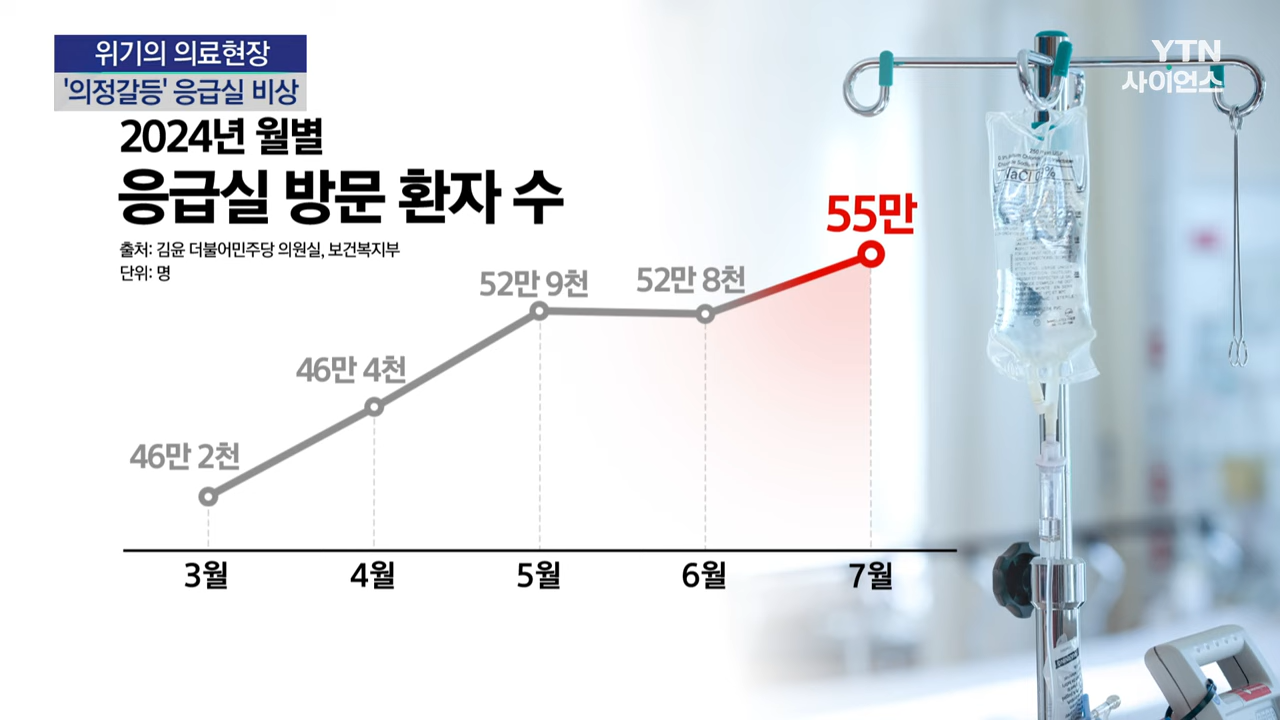 위기의 의료현장
'의정갈등' 응급실 비상
YTN
사이언스
2024년 월별
응급실 방문 환자 수
출처: 김윤 더불어민주당 의원실, 보건복지부
단위: 명
46만 2천
46만 4천
52만 9천
52만 8천
55만
3월
4월
5월
6월
7월